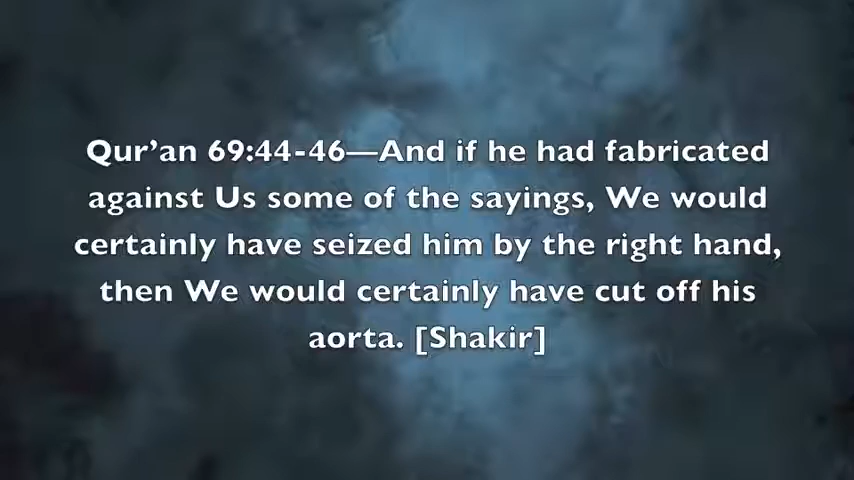 Qur’an 69:44-46—And if he had fabricated
against Us some of the sayings, We would
certainly have seized him by the right hand,
then We would certainly have cut off his
aorta. [Shakir]